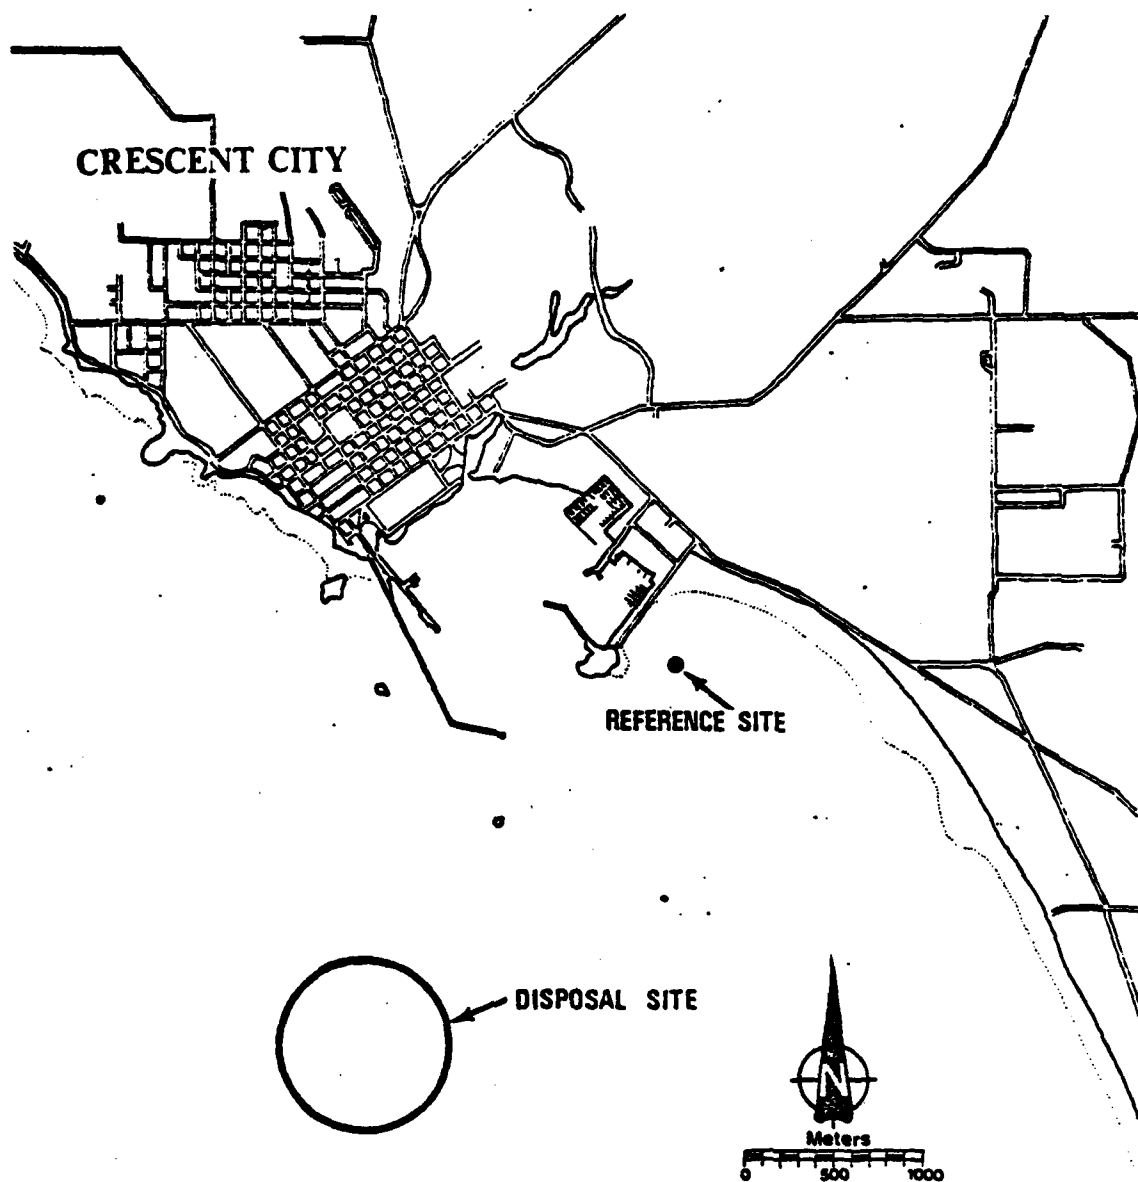 CRESCENT CITY
REFERENCE SITE
DISPOSAL SITE
N
Meters
0 500 1000